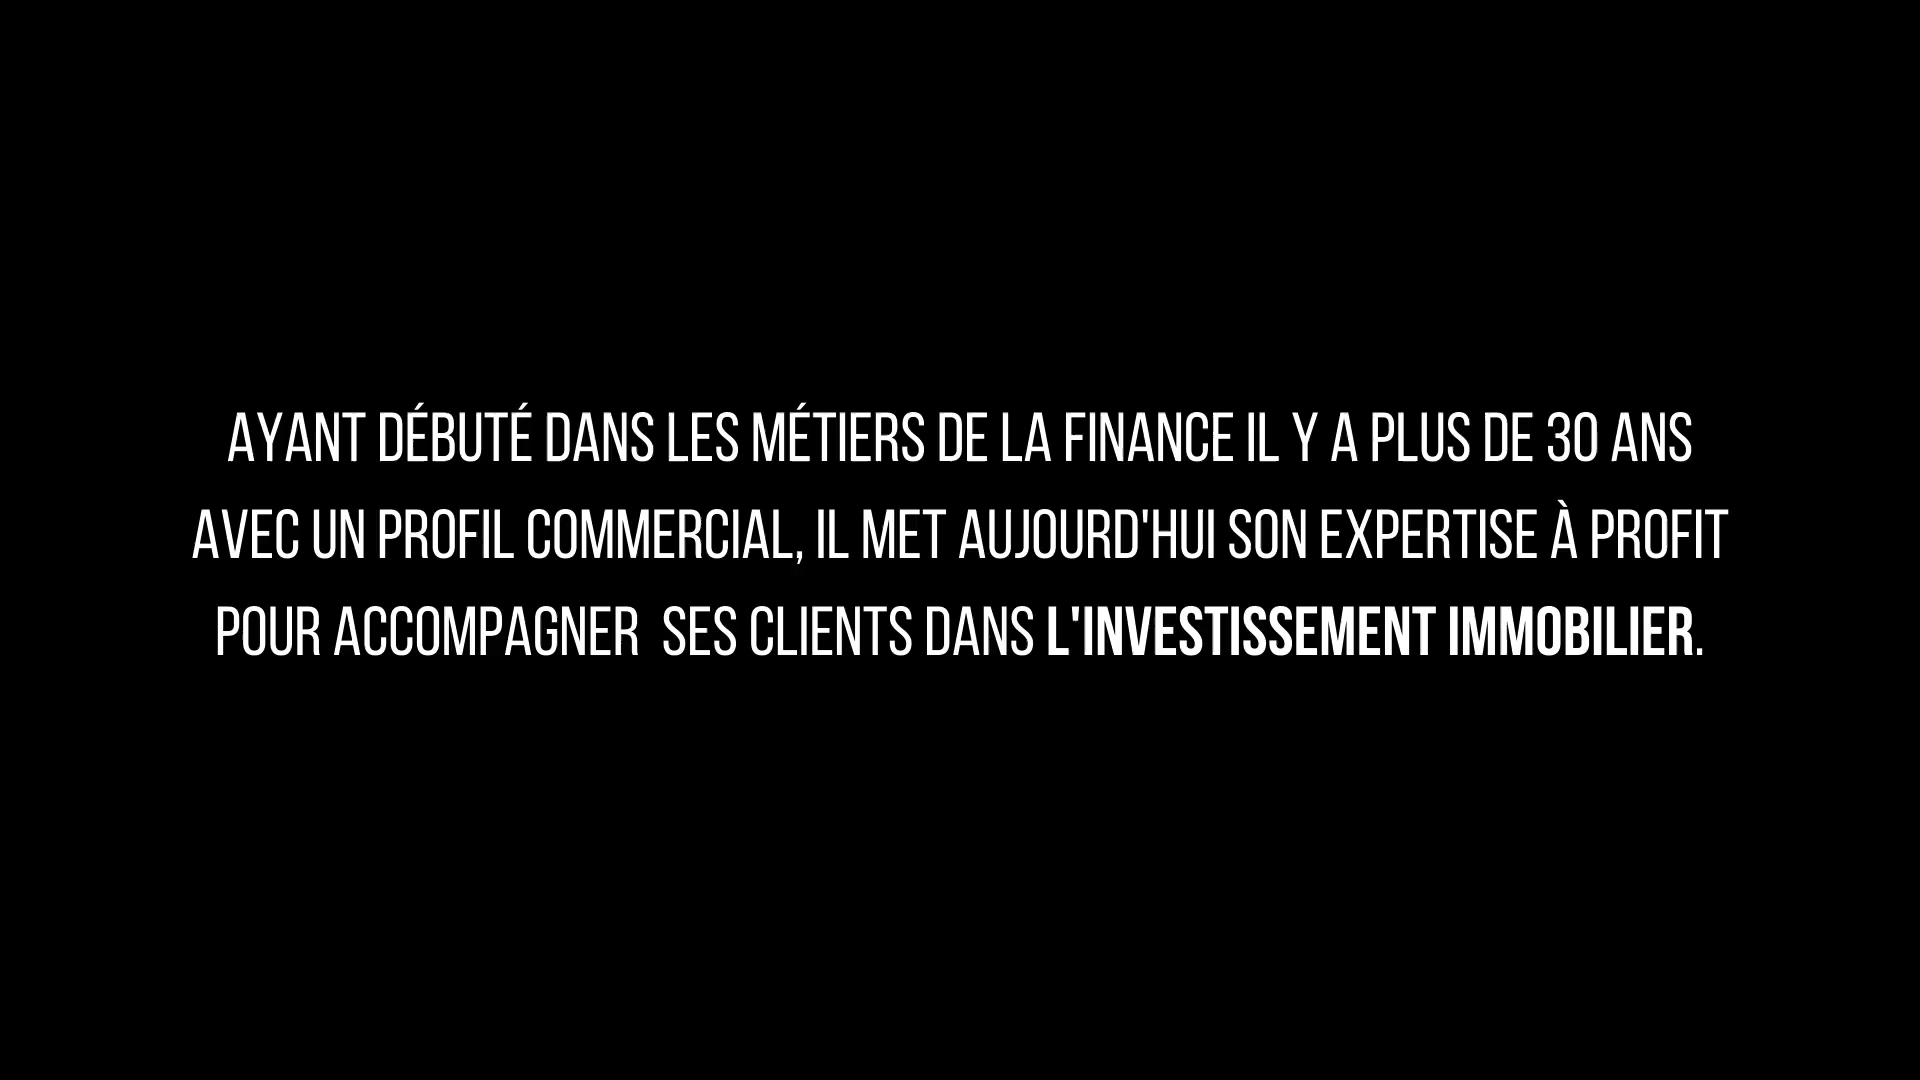 AYANT DÉBUTÉ DANS LES MÉTIERS DE LA FINANCE IL Y A PLUS DE 30 ANS
AVEC UN PROFIL COMMERCIAL, IL MET AUJOURD'HUI SON EXPERTISE À PROFIT
POUR ACCOMPAGNER  SES CLIENTS DANS L'INVESTISSEMENT IMMOBILIER.